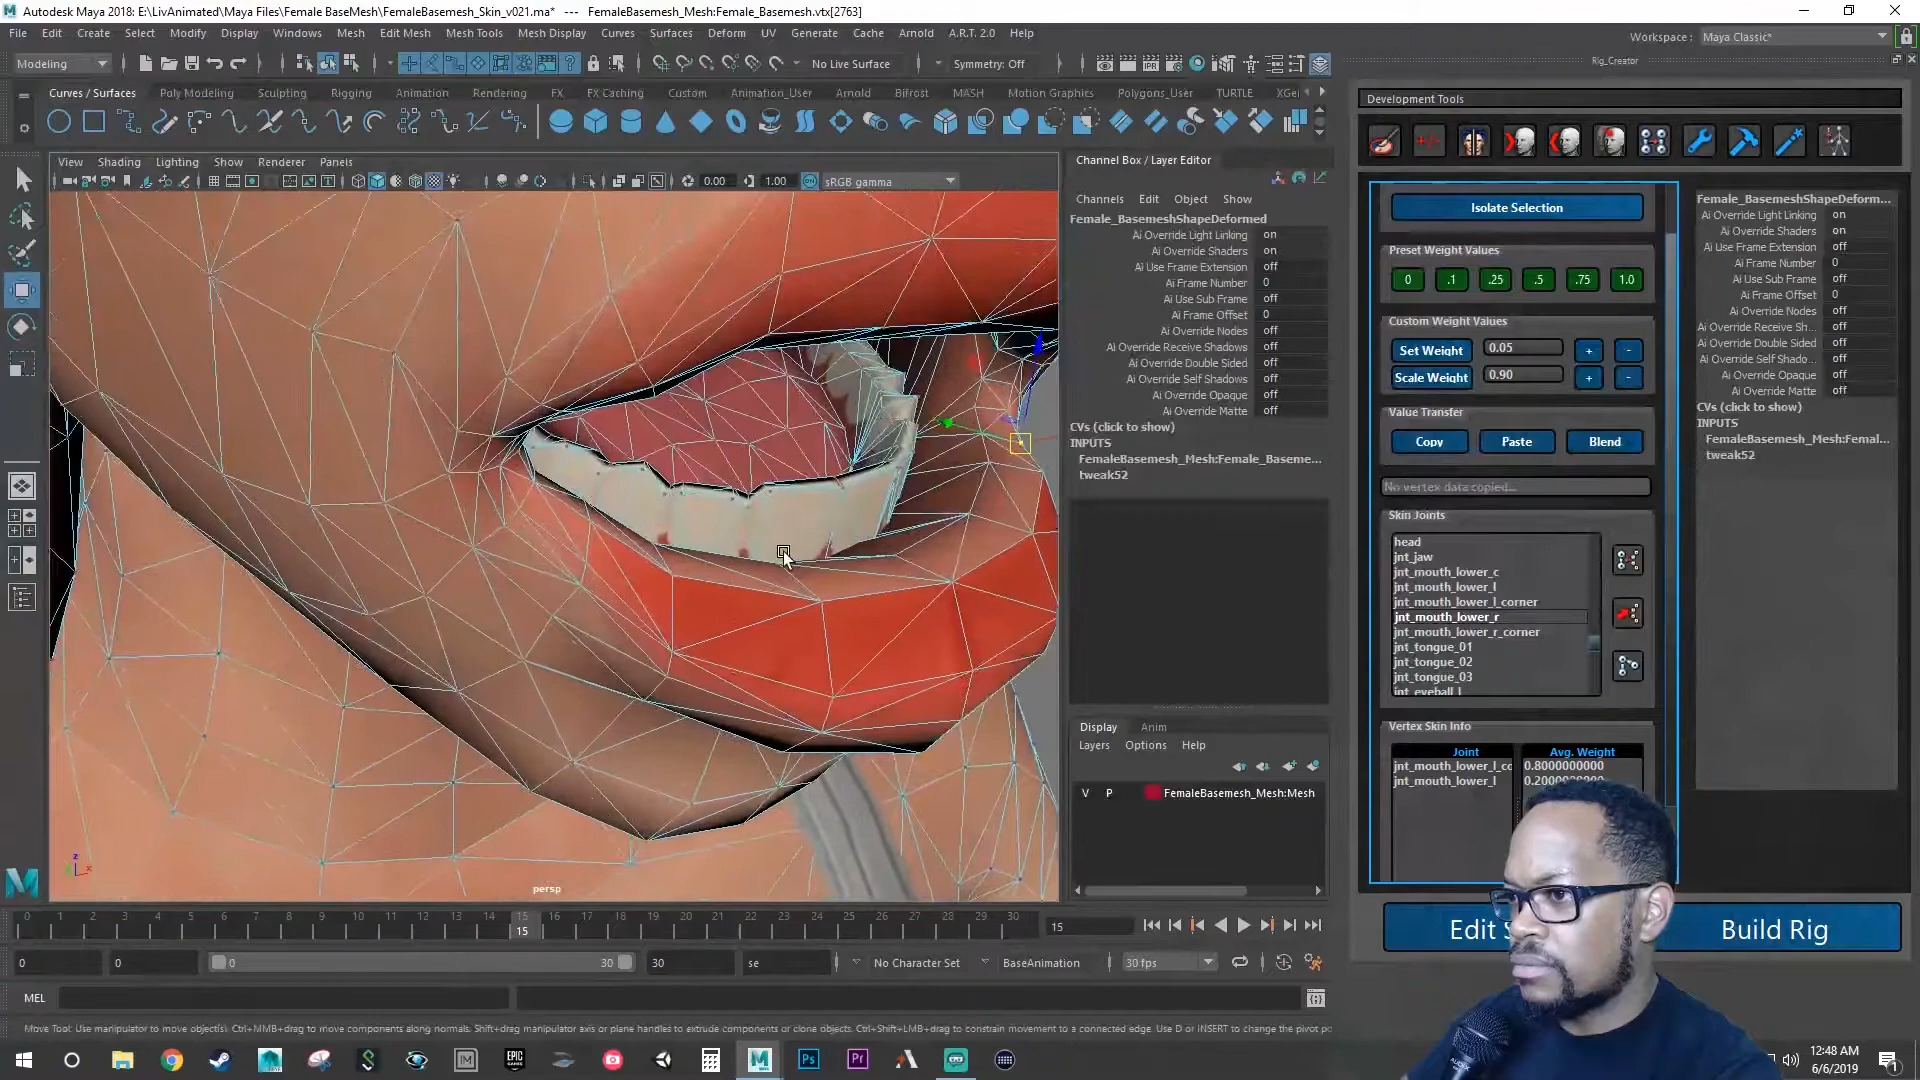 Autodesk Maya 2018: E:\LivAnimated\Maya Files\Female BaseMesh\FemaleBasemesh_Skin_v021.ma* --- FemaleBasemesh_Mesh:Female_Basemesh.vtx[2763]
File Edit Create Select Modify Display Windows Mesh Edit Mesh Mesh Tools Mesh Display Curves Surfaces Deform UV Generate Cache Arnold A.R.T. 2.0 Help
Workspace: Maya Classic*
Modeling
No Live Surface
Symmetry: Off
Rig_Creator
Curves / Surfaces Poly Modeling Sculpting Rigging Animation Rendering FX FX Caching Custom Animation_User Arnold Bifrost MASH Motion Graphics Polygons_User TURTLE XGe
Development Tools
View Shading Lighting Show Renderer Panels
0.00 1.00 sRGB gamma
persp
Channel Box / Layer Editor
Channels Edit Object Show
Female_BasemeshShapeDeformed
Ai Override Light Linking on
Ai Override Shaders on
Ai Use Frame Extension off
Ai Frame Number 0
Ai Use Sub Frame off
Ai Frame Offset 0
Ai Override Nodes off
Ai Override Receive Shadows off
Ai Override Double Sided off
Ai Override Self Shadows off
Ai Override Opaque off
Ai Override Matte off
CVs (click to show)
INPUTS
FemaleBasemesh_Mesh:Female_Baseme...
tweak52
Display Anim
Layers Options Help
V P FemaleBasemesh_Mesh:Mesh
Isolate Selection
Preset Weight Values
0 .1 .25 .5 .75 1.0
Custom Weight Values
Set Weight 0.05 + -
Scale Weight 0.90 + -
Value Transfer
Copy Paste Blend
No vertex data copied...
Skin Joints
head
jnt_jaw
jnt_mouth_lower_c
jnt_mouth_lower_l
jnt_mouth_lower_l_corner
jnt_mouth_lower_r
jnt_mouth_lower_r_corner
jnt_tongue_01
jnt_tongue_02
jnt_tongue_03
jnt_eyeball_l
Vertex Skin Info
Joint Avg. Weight
jnt_mouth_lower_l_co 0.8000000000
jnt_mouth_lower_l
Female_BasemeshShapeDeform...
Ai Override Light Linking on
Ai Override Shaders on
Ai Use Frame Extension off
Ai Frame Number 0
Ai Use Sub Frame off
Ai Frame Offset 0
Ai Override Nodes off
Ai Override Receive Sh... off
Ai Override Double Sided off
Ai Override Self Shado... off
Ai Override Opaque off
Ai Override Matte off
CVs (click to show)
INPUTS
FemaleBasemesh_Mesh:Femal...
tweak52
Edit Build Rig
0 1 2 3 4 5 6 7 8 9 10 11 12 13 14 15 16 17 18 19 20 21 22 23 24 25 26 27 28 29 30
15
15
0 0 0 30 30 se No Character Set BaseAnimation 30 fps
MEL
Move Tool: Use manipulator to move object(s). Ctrl+MMB+drag to move components along normals. Shift+drag manipulator axis or plane handles to extrude components or clone objects. Ctrl+Shift+LMB+drag to constrain movement to a connected edge. Use D or INSERT to change the pivot po
12:48 AM
6/6/2019